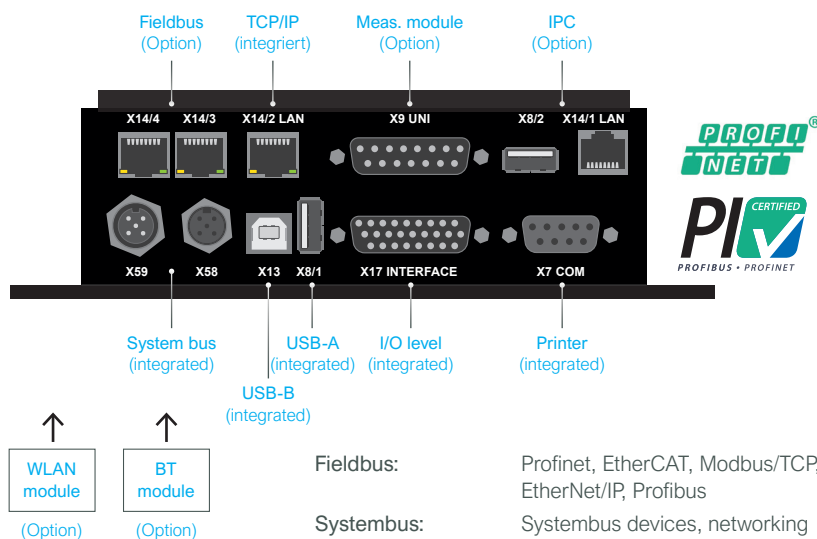 Fieldbus
(Option)
TCP/IP
(integriert)
Meas. module
(Option)
IPC
(Option)
X14/4
X14/3
X14/2 LAN
X9 UNI
X8/2
X14/1 LAN
PROFI®
NET
PI
CERTIFIED
PROFIBUS • PROFINET
X59
X58
X13
X8/1
X17 INTERFACE
X7 COM
System bus
(integrated)
USB-B
(integrated)
USB-A
(integrated)
I/O level
(integrated)
Printer
(integrated)
WLAN
module
(Option)
BT
module
(Option)
Fieldbus:
Profinet, EtherCAT, Modbus/TCP,
EtherNet/IP, Profibus
Systembus:
Systembus devices, networking